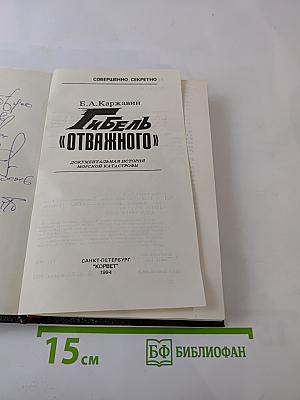 СОВЕРШЕННО СЕКРЕТНО
Б.А.Каржавин
ГИБЕЛЬ
«ОТВАЖНОГО»
ДОКУМЕНТАЛЬНАЯ ИСТОРИЯ
МОРСКОЙ КАТАСТРОФЫ
САНКТ-ПЕТЕРБУРГ
"КОРВЕТ"
1994
15 см
БФ БИБЛИОФАН